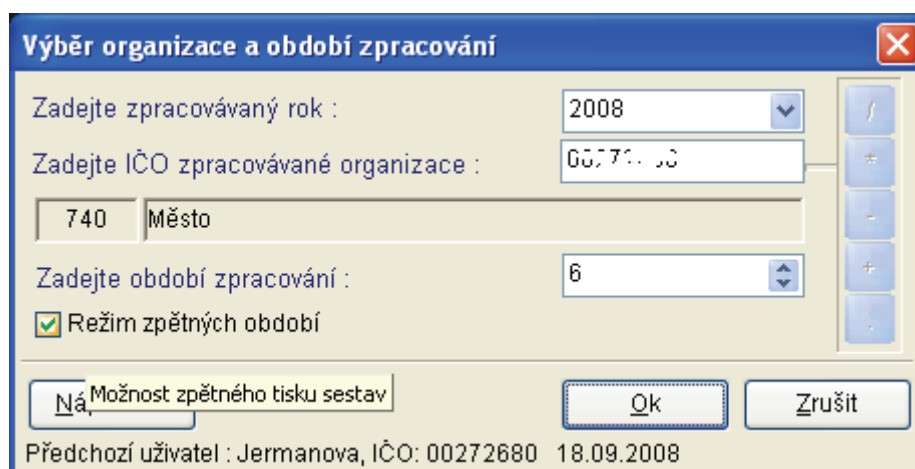 Výběr organizace a období zpracování
Zadejte zpracovávaný rok : 2008
Zadejte IČO zpracovávané organizace :
740 Město
Zadejte období zpracování : 6
Režim zpětných období
Možnost zpětného tisku sestav
Ok Zrušit
Předchozí uživatel : Jermanova, IČO: 00272680 18.09.2008